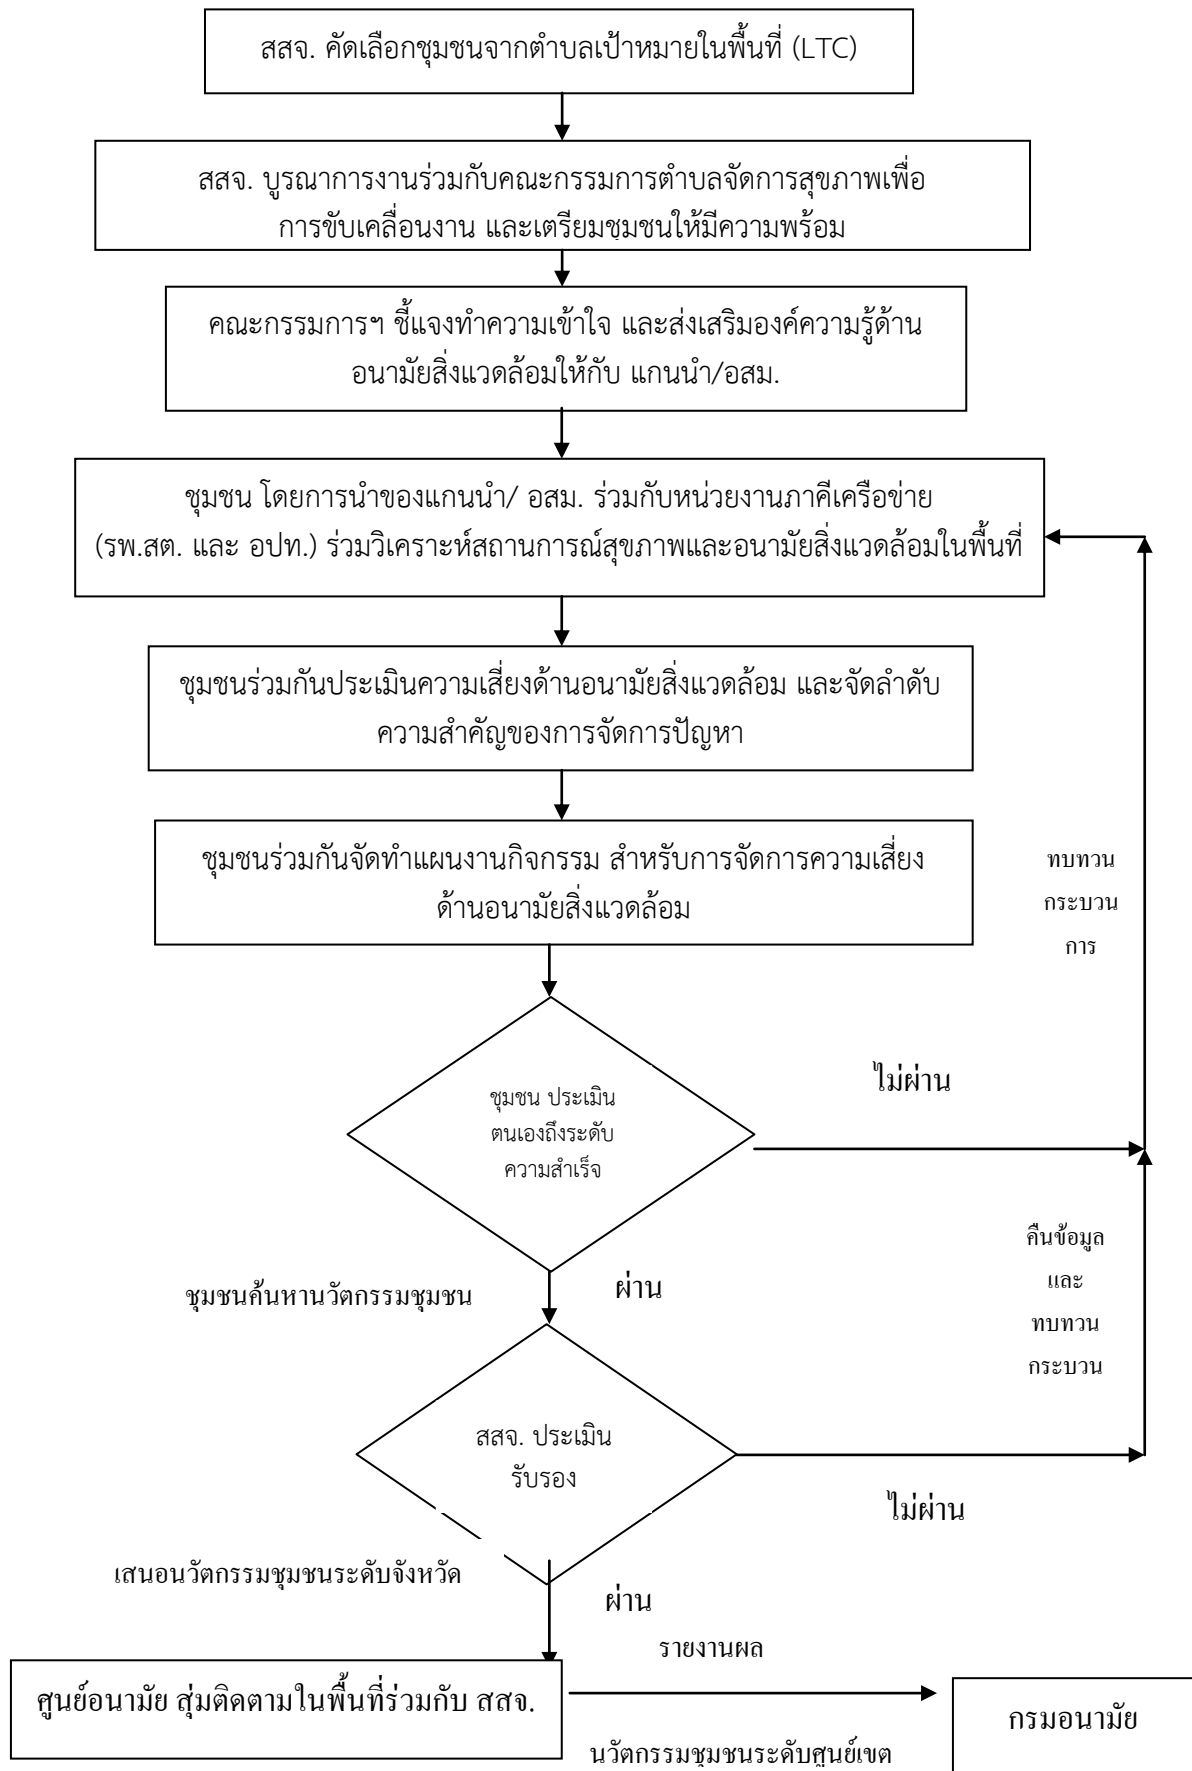 สสจ. คัดเลือกชุมชนจากตำบลเป้าหมายในพื้นที่ (LTC)
สสจ. บูรณาการงานร่วมกับคณะกรรมการตำบลจัดการสุขภาพเพื่อ
การขับเคลื่อนงาน และเตรียมชุมชนให้มีความพร้อม
คณะกรรมการฯ ชี้แจงทำความเข้าใจ และส่งเสริมองค์ความรู้ด้าน
อนามัยสิ่งแวดล้อมให้กับ แกนนำ/อสม.
ชุมชน โดยการนำของแกนนำ/ อสม. ร่วมกับหน่วยงานภาคีเครือข่าย
(รพ.สต. และ อปท.) ร่วมวิเคราะห์สถานการณ์สุขภาพและอนามัยสิ่งแวดล้อมในพื้นที่
ชุมชนร่วมกันประเมินความเสี่ยงด้านอนามัยสิ่งแวดล้อม และจัดลำดับ
ความสำคัญของการจัดการปัญหา
ชุมชนร่วมกันจัดทำแผนงานกิจกรรม สำหรับการจัดการความเสี่ยง
ด้านอนามัยสิ่งแวดล้อม
ทบทวน
กระบวน
การ
ชุมชน ประเมิน
ตนเองถึงระดับ
ความสำเร็จ
ไม่ผ่าน
คืนข้อมูล
และ
ทบทวน
กระบวน
ชุมชนค้นหานวัตกรรมชุมชน
ผ่าน
สสจ. ประเมิน
รับรอง
ไม่ผ่าน
เสนอนวัตกรรมชุมชนระดับจังหวัด
ผ่าน
รายงานผล
ศูนย์อนามัย สุ่มติดตามในพื้นที่ร่วมกับ สสจ.
กรมอนามัย
นวัตกรรมชุมชนระดับศูนย์เขต